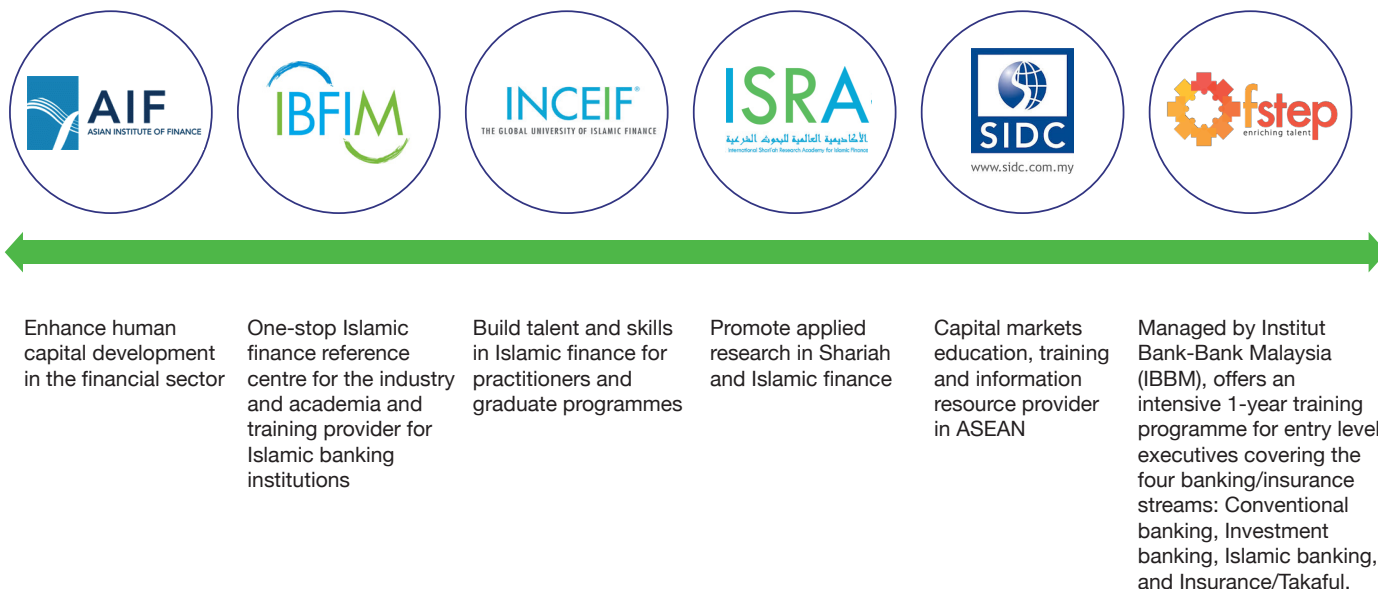 AIF
ASIAN INSTITUTE OF FINANCE
IBFIM
INCEIF®
THE GLOBAL UNIVERSITY OF ISLAMIC FINANCE
ISRA
الأكاديمية العالمية للبحوث الشرعية
International Shari'ah Research Academy for Islamic Finance
SIDC
www.sidc.com.my
fstep
enriching talent
Enhance human
capital development
in the financial sector
One-stop Islamic
finance reference
centre for the industry
and academia and
training provider for
Islamic banking
institutions
Build talent and skills
in Islamic finance for
practitioners and
graduate programmes
Promote applied
research in Shariah
and Islamic finance
Capital markets
education, training
and information
resource provider
in ASEAN
Managed by Institut
Bank-Bank Malaysia
(IBBM), offers an
intensive 1-year training
programme for entry level
executives covering the
four banking/insurance
streams: Conventional
banking, Investment
banking, Islamic banking,
and Insurance/Takaful.